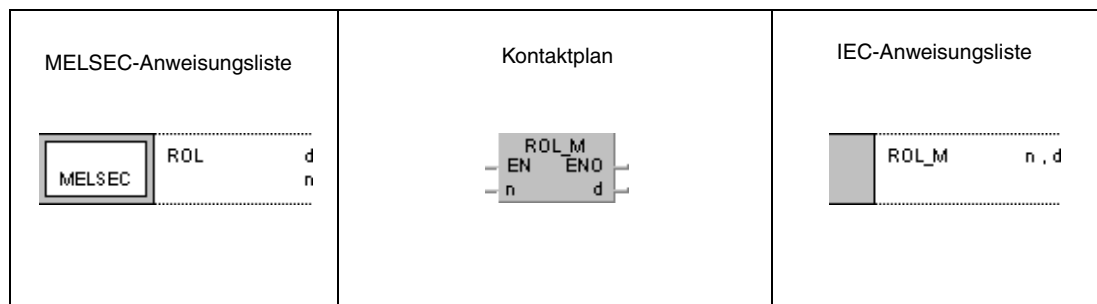 MELSEC-Anweisungsliste
MELSEC
ROL d
n
Kontaktplan
ROL_M
EN ENO
n d
IEC-Anweisungsliste
ROL_M n , d